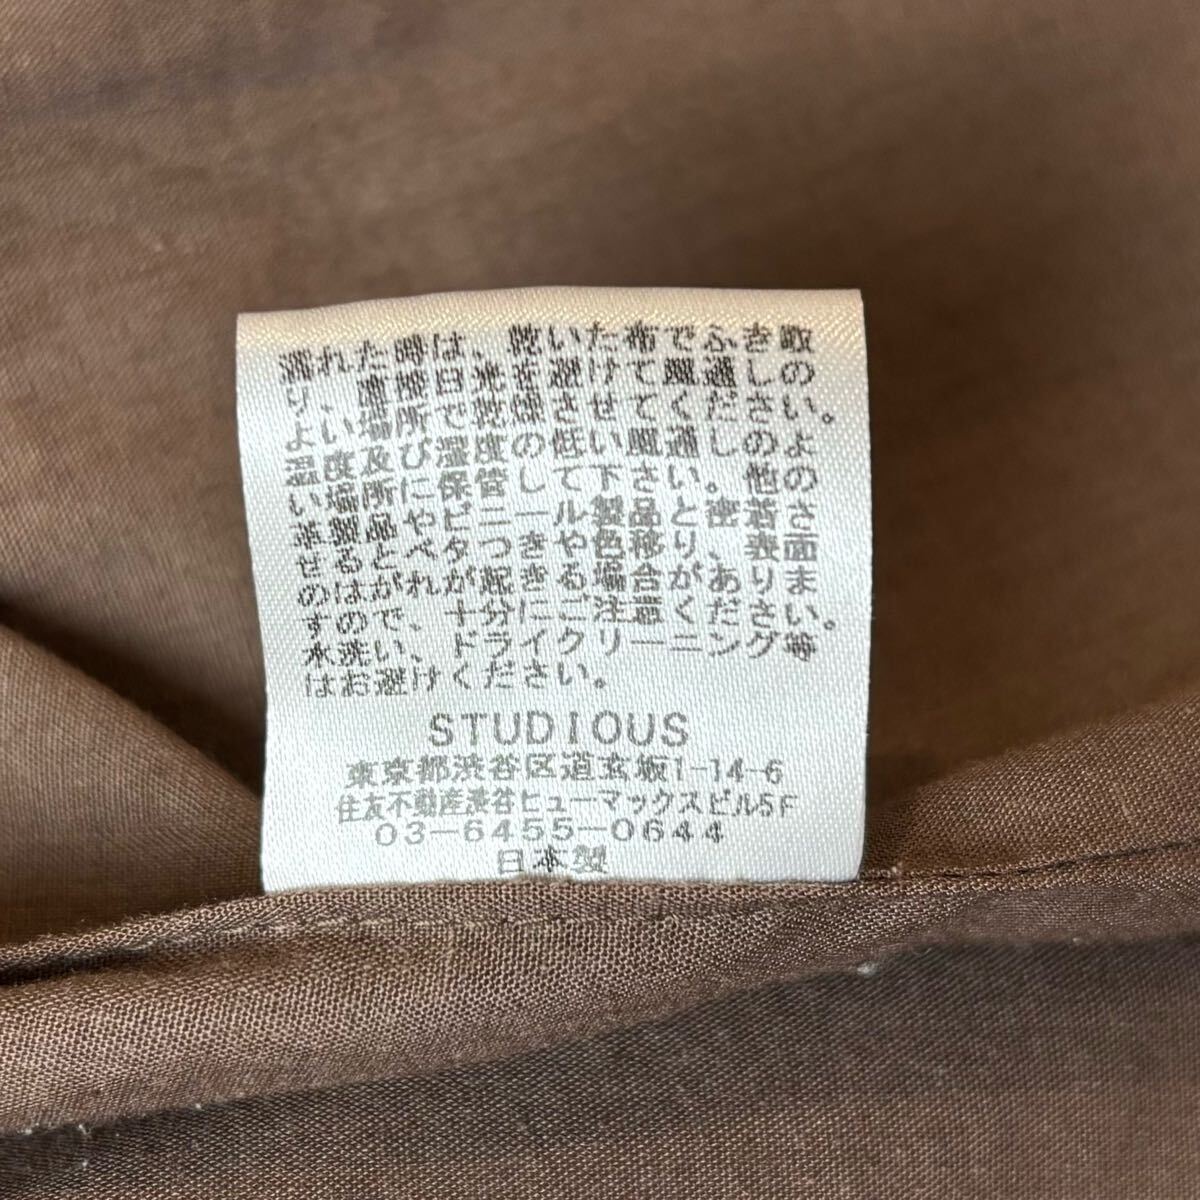 濡れた時は、乾いた布でふき取
り、直接日光を避けて風通しの
よい場所で乾燥させてください。
温度及び湿度の低い風通しのよ
い場所に保管して下さい。他の
革製品やビニール製品と密着さ
せるとベタつきや色移り、表面
のはがれが起きる場合がありま
すので、十分にご注意ください。
水洗い、ドライクリーニング等
はお避けください。
STUDIOUS
東京都渋谷区道玄坂1-14-6
住友不動産渋谷ヒューマックスビル5F
03-6455-0644
日本製